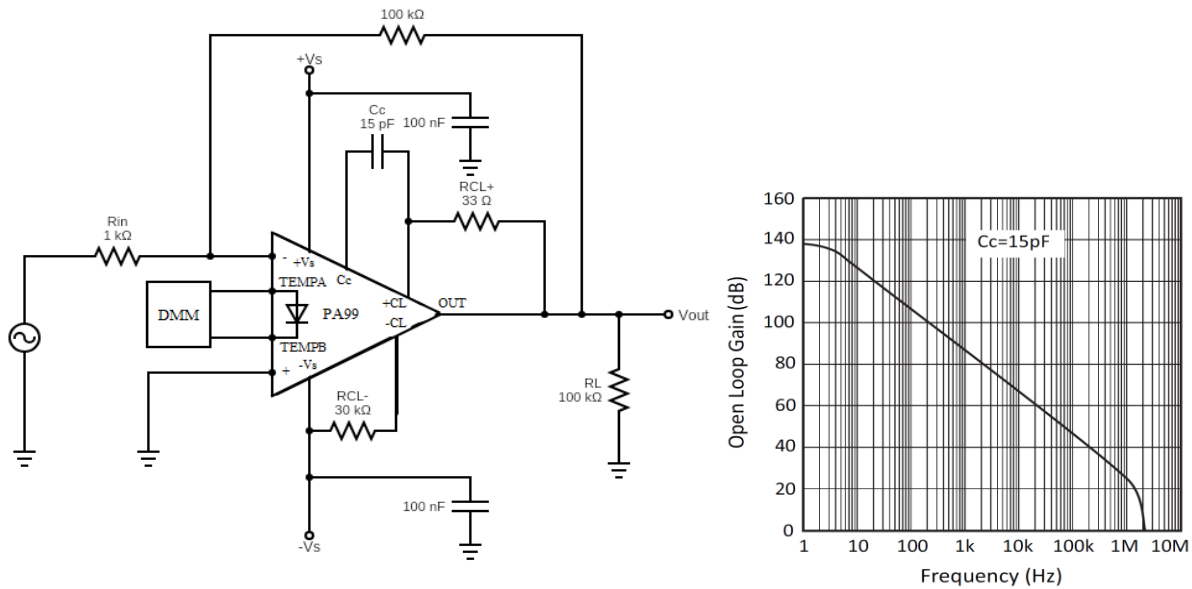 100 kΩ
+Vs
Cc
15 pF
100 nF
RCL+
33 Ω
Rin
1 kΩ
-
+Vs
TEMPA
Cc
DMM
PA99
+CL
OUT
-CL
Vout
TEMPB
+
-Vs
RCL-
30 kΩ
RL
100 kΩ
100 nF
-Vs
Open Loop Gain (dB)
160
140
120
100
80
60
40
20
0
Cc=15pF
1
10
100
1k
10k
100k
1M
10M
Frequency (Hz)